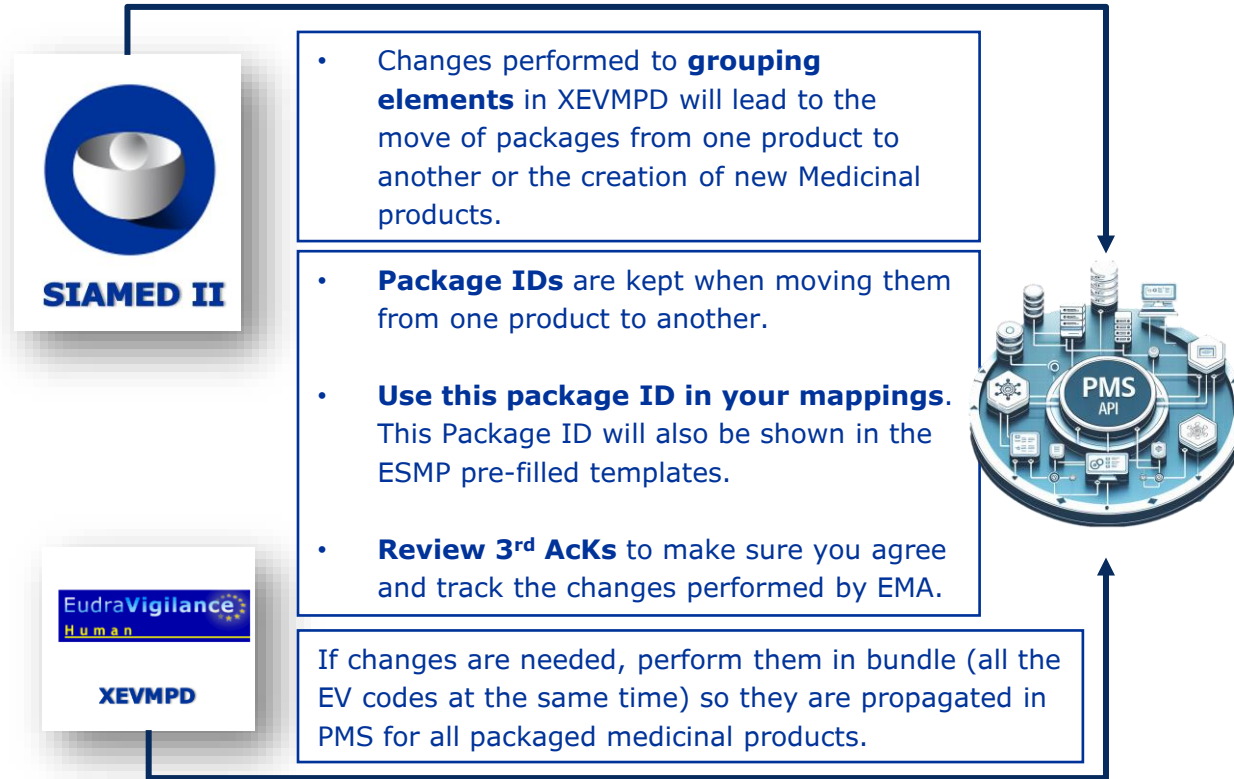 SIAMED II
• Changes performed to grouping
elements in XEVMPD will lead to the
move of packages from one product to
another or the creation of new Medicinal
products.
• Package IDs are kept when moving them
from one product to another.
• Use this package ID in your mappings.
This Package ID will also be shown in the
ESMP pre-filled templates.
• Review 3rd AcKs to make sure you agree
and track the changes performed by EMA.
PMS
API
EudraVigilance
Human
XEVMPD
If changes are needed, perform them in bundle (all the
EV codes at the same time) so they are propagated in
PMS for all packaged medicinal products.